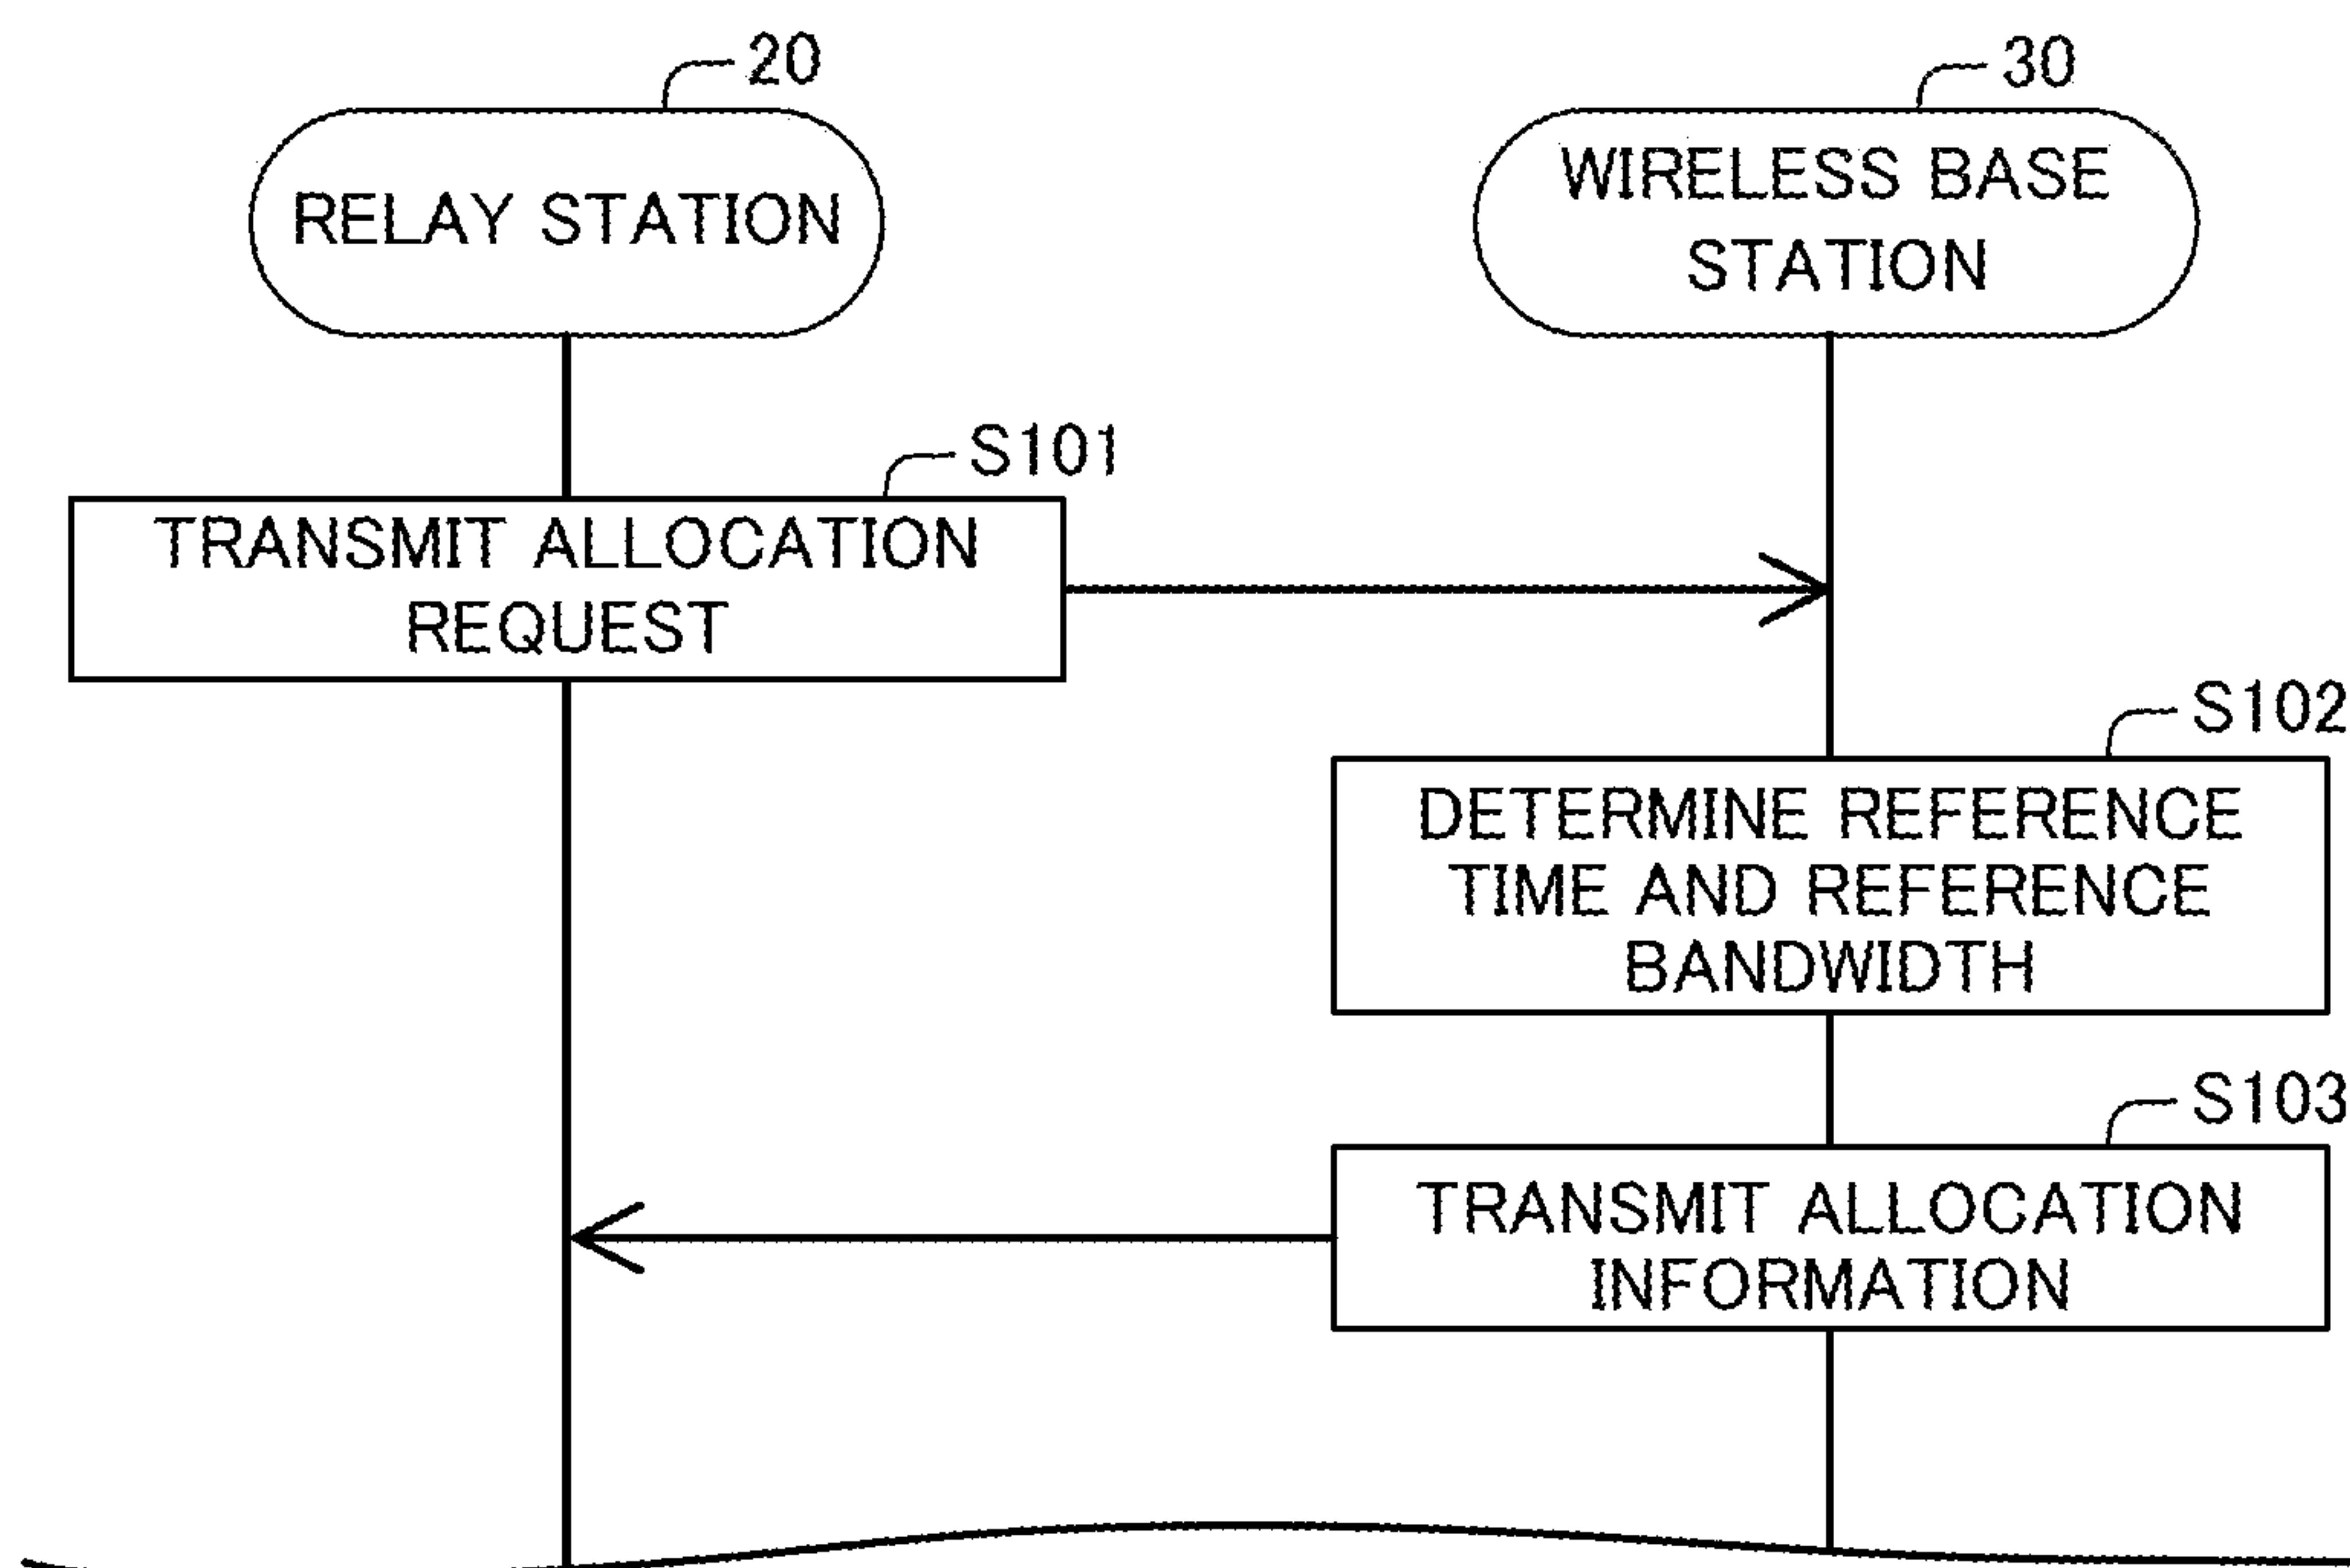 20
30
RELAY STATION
WIRELESS BASE
STATION
S101
TRANSMIT ALLOCATION
REQUEST
S102
DETERMINE REFERENCE
TIME AND REFERENCE
BANDWIDTH
S103
TRANSMIT ALLOCATION
INFORMATION